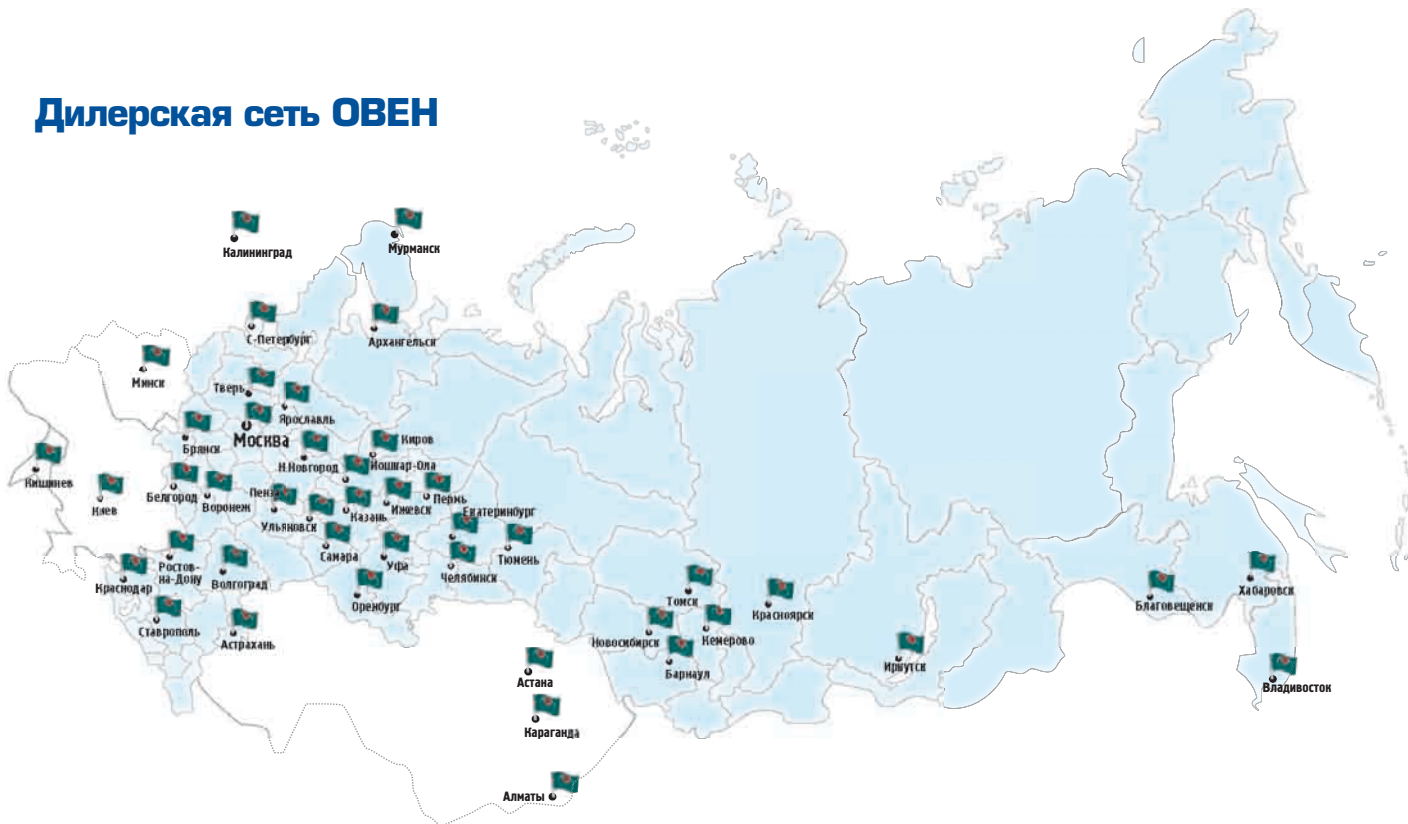 Дилерская сеть ОВЕН
Калининград
Мурманск
С-Петербург
Архангельск
Минск
Тверь
Ярославль
Москва
Брянск
Киров
Н.Новгород
Йошкар-Ола
Кишинев
Киев
Белгород
Воронеж
Пенза
Ульяновск
Казань
Ижевск
Пермь
Екатеринбург
Самара
Уфа
Челябинск
Тюмень
Ростов-
на-Дону
Краснодар
Волгоград
Оренбург
Ставрополь
Астрахань
Томск
Красноярск
Новосибирск
Кемерово
Барнаул
Иркутск
Благовещенск
Хабаровск
Владивосток
Астана
Караганда
Алматы